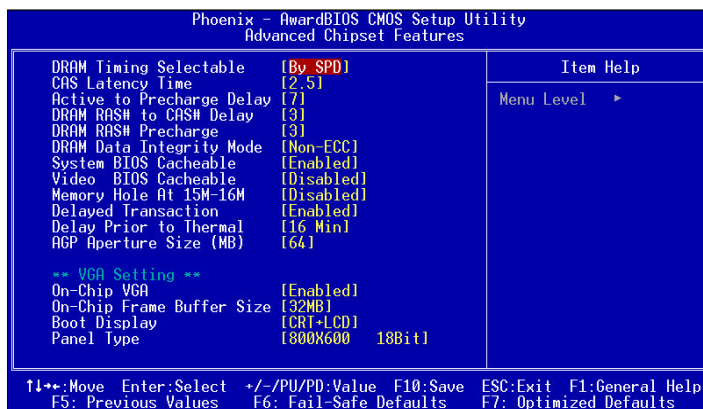 Phoenix - AwardBIOS CMOS Setup Utility
Advanced Chipset Features
DRAM Timing Selectable [By SPD]
CAS Latency Time [2.5]
Active to Precharge Delay [7]
DRAM RAS# to CAS# Delay [3]
DRAM RAS# Precharge [3]
DRAM Data Integrity Mode [Non-ECC]
System BIOS Cacheable [Enabled]
Video BIOS Cacheable [Disabled]
Memory Hole At 15M-16M [Disabled]
Delayed Transaction [Enabled]
Delay Prior to Thermal [16 Min]
AGP Aperture Size (MB) [64]
** VGA Setting **
On-Chip VGA [Enabled]
On-Chip Frame Buffer Size [32MB]
Boot Display [CRT+LCD]
Panel Type [800X600 18Bit]
Item Help
Menu Level ►
↑↓→←:Move Enter:Select +/-/PU/PD:Value F10:Save ESC:Exit F1:General Help
F5: Previous Values F6: Fail-Safe Defaults F7: Optimized Defaults